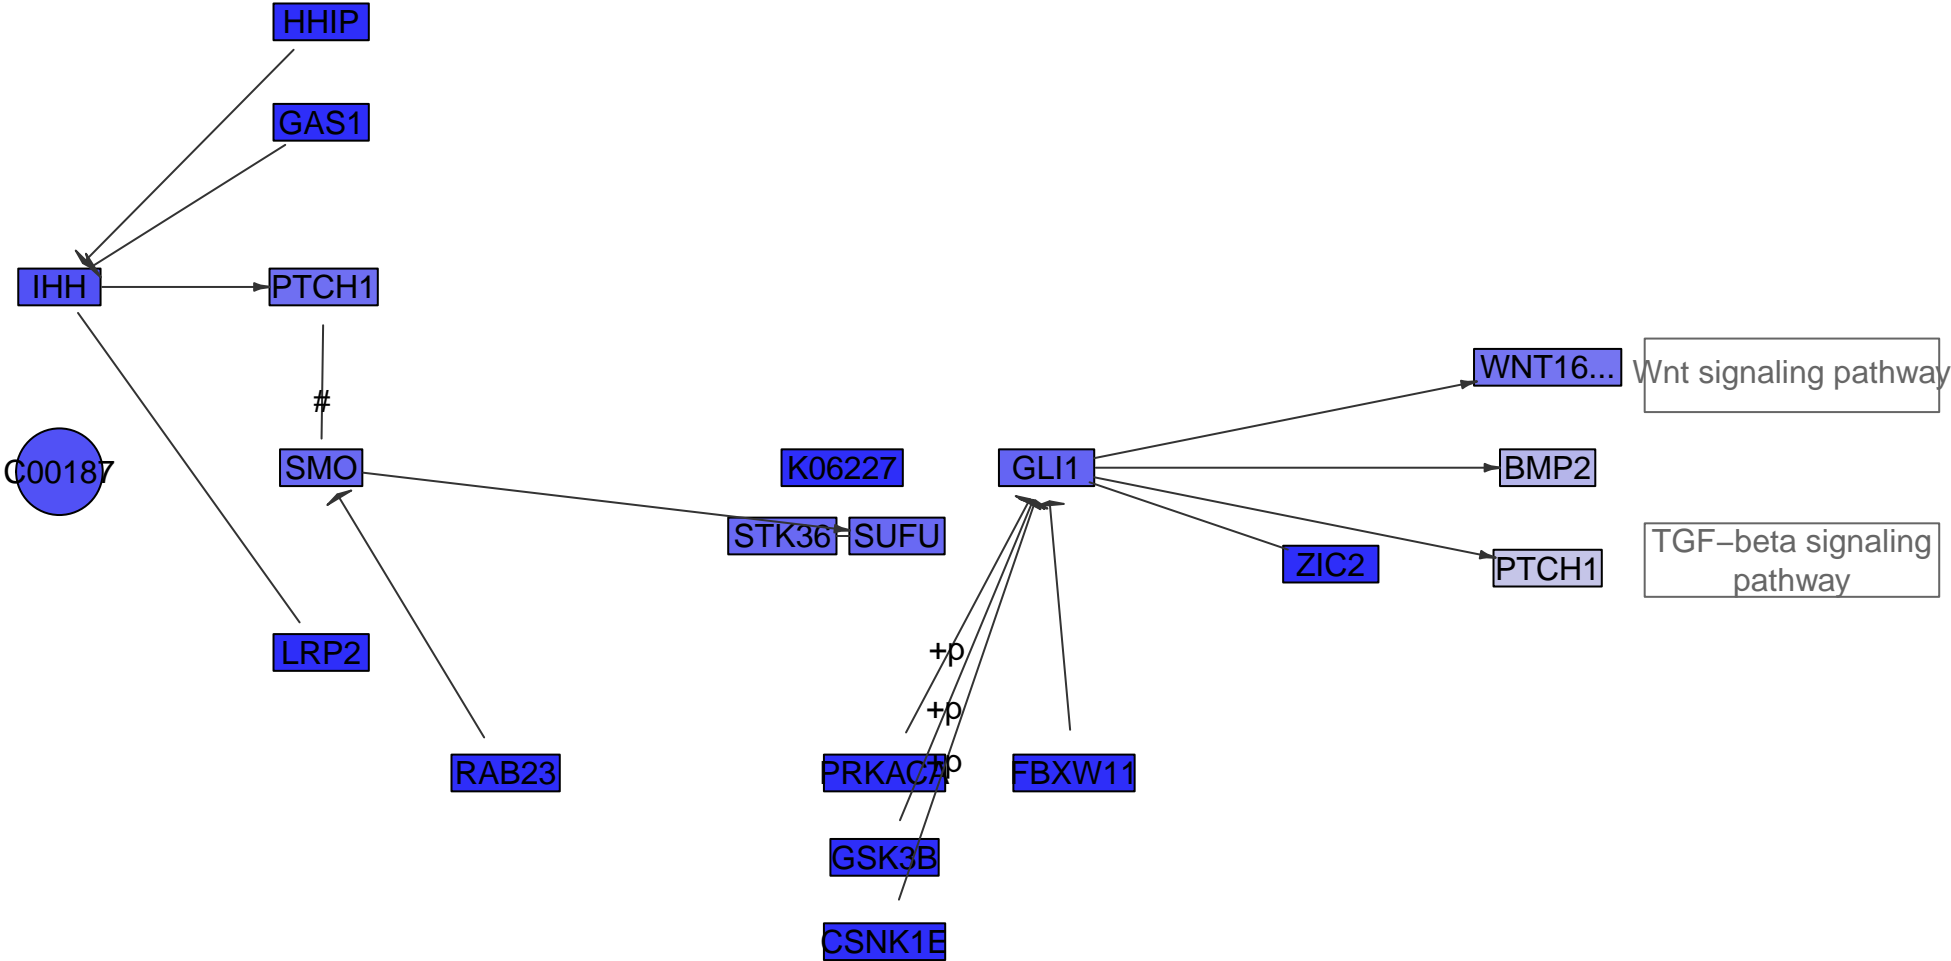 HHIP
GAS1
IHH
PTCH1
WNT16...
Wnt signaling pathway
#
C00187
SMO
K06227
GLI1
BMP2
STK36
SUFU
ZIC2
PTCH1
TGF−beta signaling
pathway
LRP2
+p
+p
+p
RAB23
PRKACA
FBXW11
GSK3B
CSNK1E